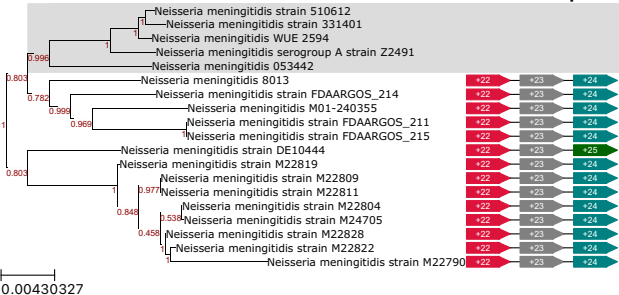 Neisseria meningitidis strain 510612
Neisseria meningitidis strain 331401
Neisseria meningitidis WUE 2594
Neisseria meningitidis serogroup A strain Z2491
Neisseria meningitidis 053442
Neisseria meningitidis 8013 +22 +23 +24
Neisseria meningitidis strain FDAARGOS_214 +22 +23 +24
Neisseria meningitidis M01-240355 +22 +23 +24
Neisseria meningitidis strain FDAARGOS_211 +22 +23 +24
Neisseria meningitidis strain FDAARGOS_215 +22 +23 +24
Neisseria meningitidis strain DE10444 +22 +23 +25
Neisseria meningitidis strain M22819 +22 +23 +24
Neisseria meningitidis strain M22809 +22 +23 +24
Neisseria meningitidis strain M22811 +22 +23 +24
Neisseria meningitidis strain M22804 +22 +23 +24
Neisseria meningitidis strain M24705 +22 +23 +24
Neisseria meningitidis strain M22828 +22 +23 +24
Neisseria meningitidis strain M22822 +22 +23 +24
Neisseria meningitidis strain M22790 +22 +23 +24
1
1
1
0.996
0.803
0.782
0.999
0.969
1
1
0.803
1
0.977
0.848
0.538
0.458
1
1
0.00430327